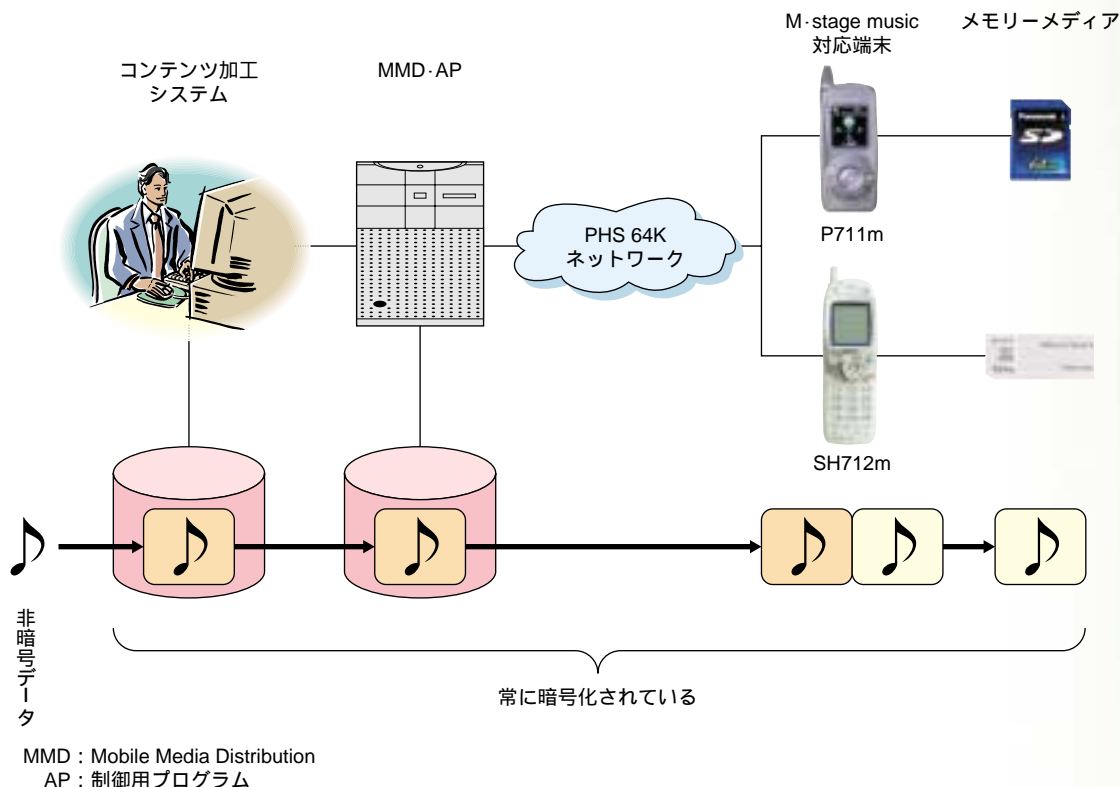 コンテンツ加工
システム
MMD·AP
M·stage music
対応端末
メモリーメディア
Panasonic
SD
PHS 64K
ネットワーク
P711m
SH712m
非暗号データ
常に暗号化されている
MMD：Mobile Media Distribution
AP：制御用プログラム